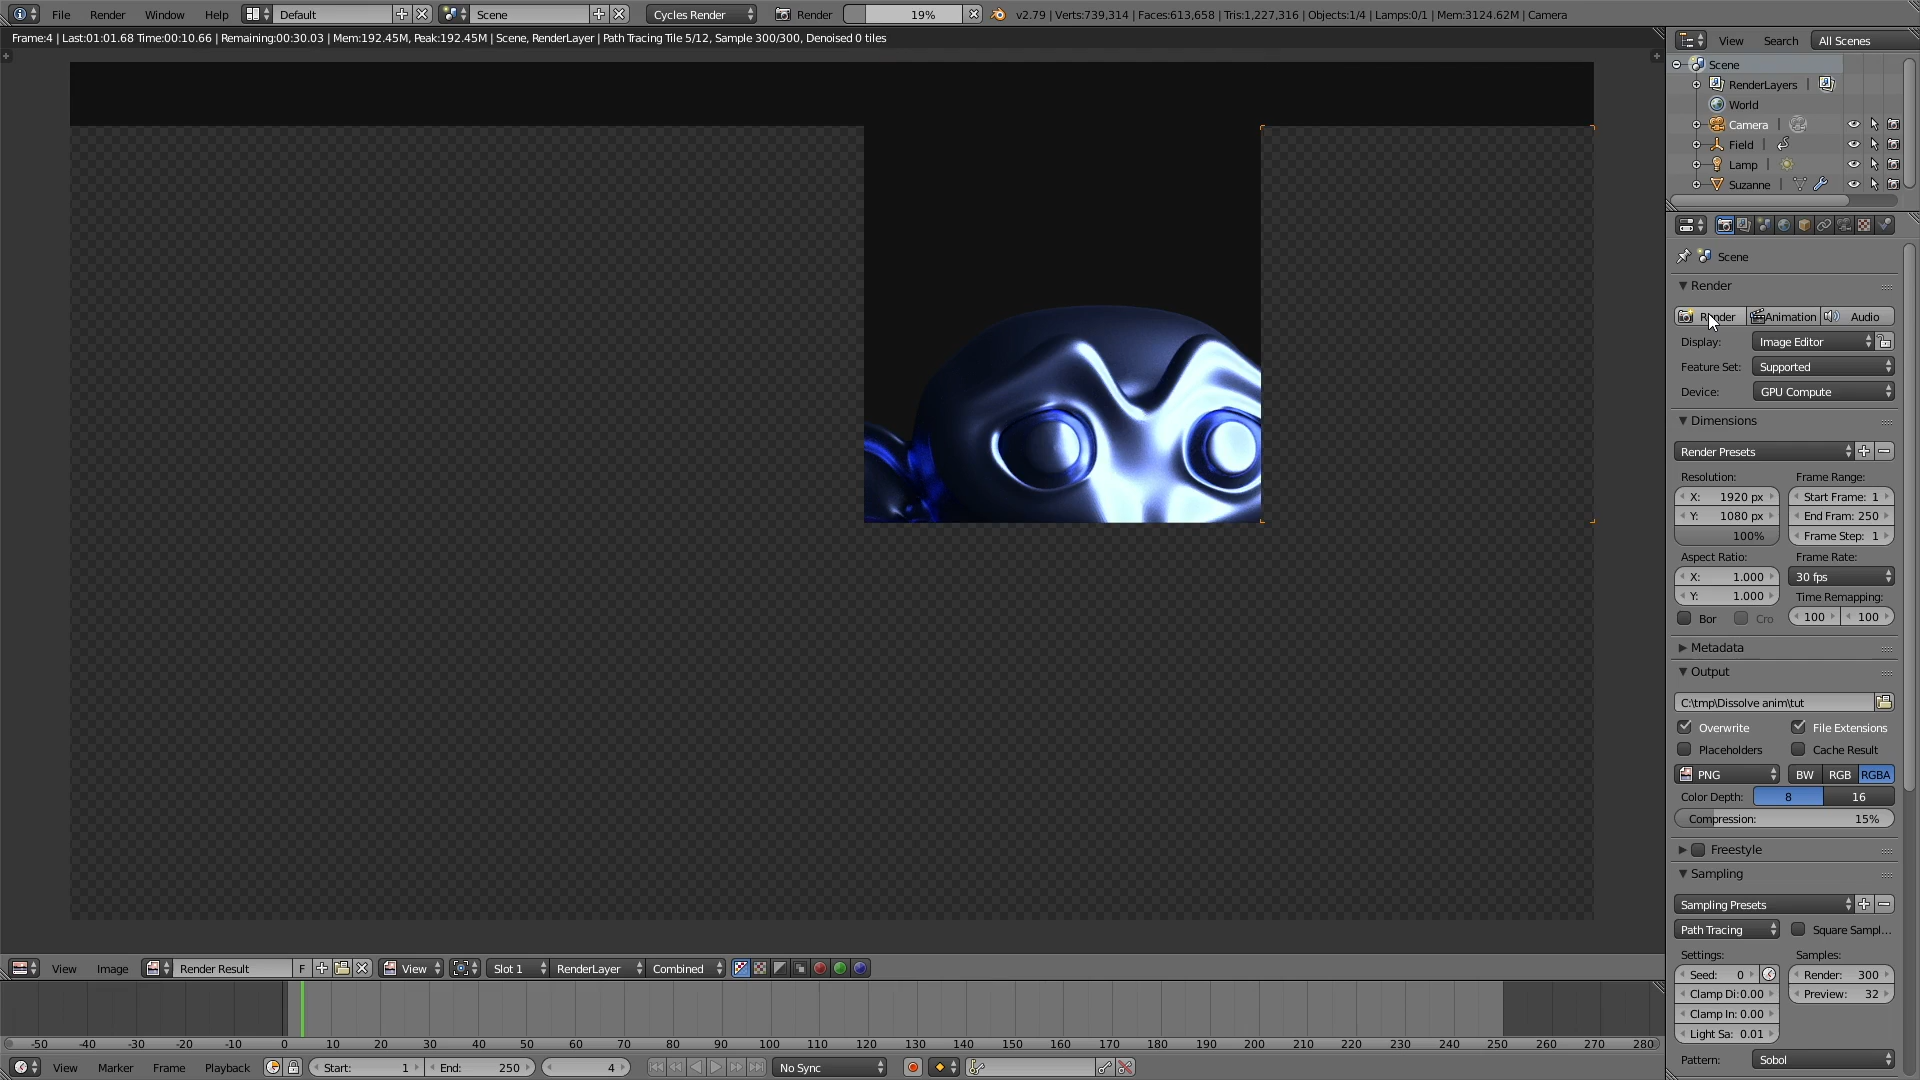 File Render Window Help Default Scene Cycles Render Render 19% v2.79 | Verts:739,314 | Faces:613,658 | Tris:1,227,316 | Objects:1/4 | Lamps:0/1 | Mem:3124.62M | Camera
Frame:4 | Last:01:01.68 Time:00:10.66 | Remaining:00:30.03 | Mem:192.45M, Peak:192.45M | Scene, RenderLayer | Path Tracing Tile 5/12, Sample 300/300, Denoised 0 tiles
View Search All Scenes
Scene
RenderLayers |
World
Camera |
Field |
Lamp |
Suzanne |
Scene
Render
Render Animation Audio
Display: Image Editor
Feature Set: Supported
Device: GPU Compute
Dimensions
Render Presets
Resolution: Frame Range:
X: 1920 px Start Frame: 1
Y: 1080 px End Fram: 250
100% Frame Step: 1
Aspect Ratio: Frame Rate:
X: 1.000 30 fps
Y: 1.000 Time Remapping:
Bor Cro 100 100
Metadata
Output
C:\tmp\Dissolve anim\tut
Overwrite File Extensions
Placeholders Cache Result
PNG BW RGB RGBA
Color Depth: 8 16
Compression: 15%
Freestyle
Sampling
Sampling Presets
Path Tracing Square Sampl...
Settings: Samples:
Seed: 0 Render: 300
Clamp Di:0.00 Preview: 32
Clamp In: 0.00
Light Sa: 0.01
Pattern: Sobol
View Image Render Result F View Slot 1 RenderLayer Combined
-50 -40 -30 -20 -10 0 10 20 30 40 50 60 70 80 90 100 110 120 130 140 150 160 170 180 190 200 210 220 230 240 250 260 270 280
View Marker Frame Playback Start: 1 End: 250 4 No Sync